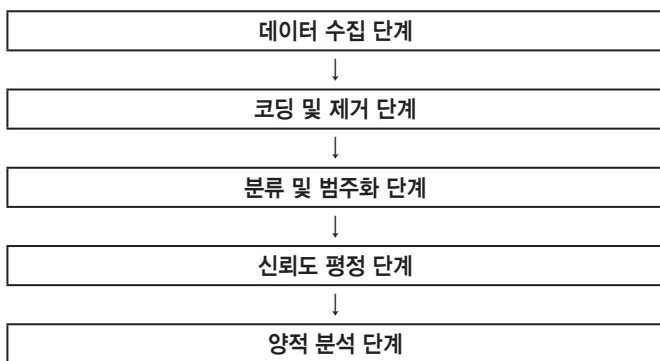 데이터 수집 단계
↓
코딩 및 제거 단계
↓
분류 및 범주화 단계
↓
신뢰도 평정 단계
↓
양적 분석 단계